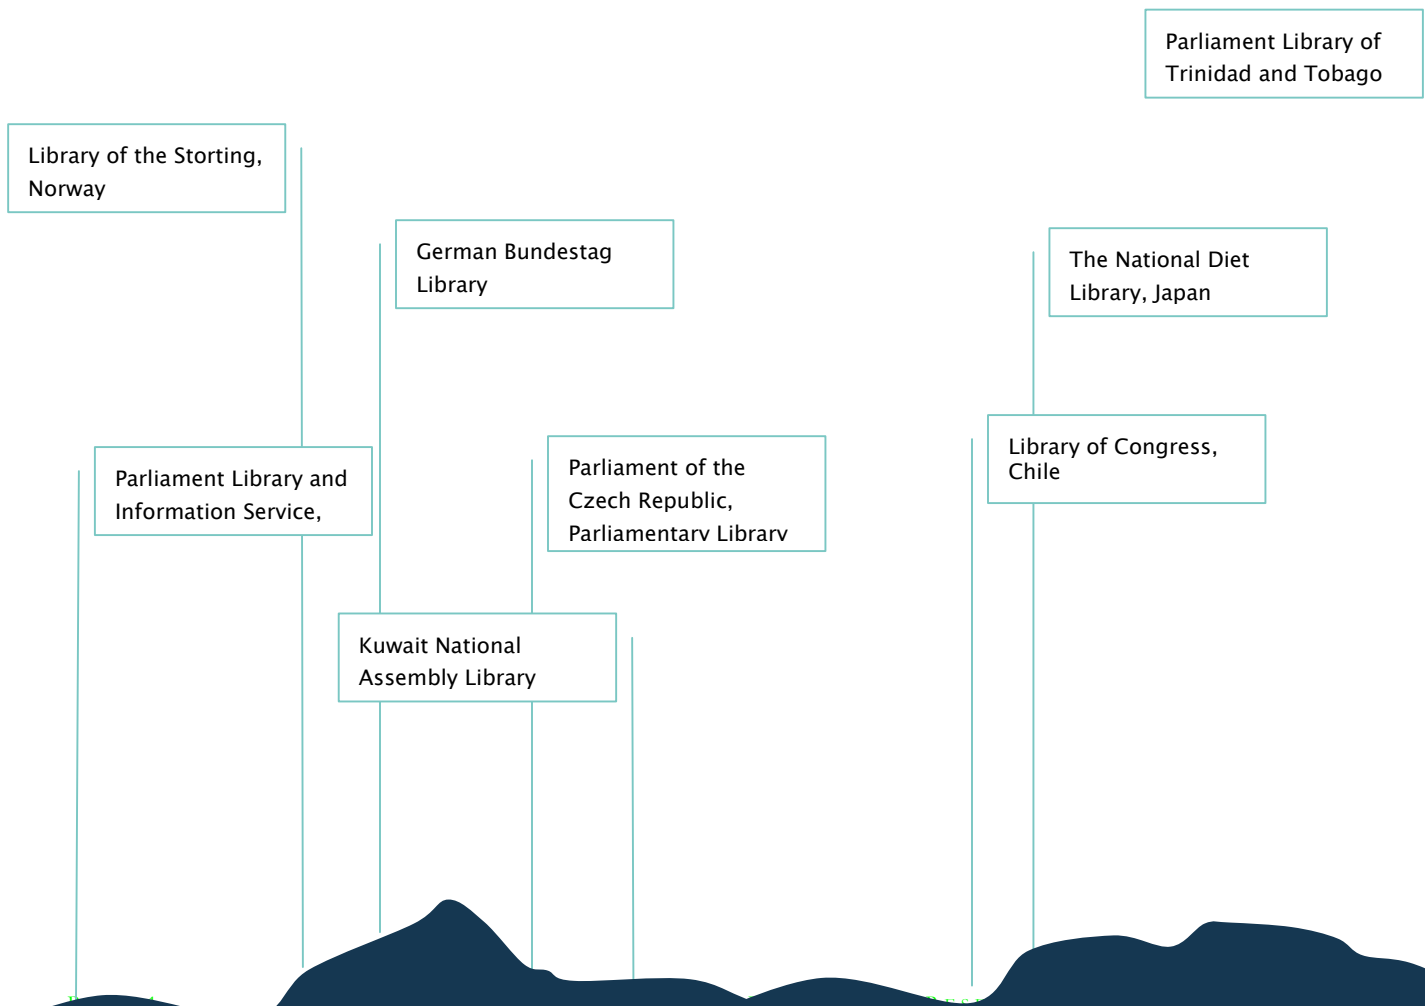 Parliament Library of
Trinidad and Tobago
Library of the Storting,
Norway
German Bundestag
Library
The National Diet
Library, Japan
Library of Congress,
Chile
Parliament Library and
Information Service,
Parliament of the
Czech Republic,
Parliamentary Library
Kuwait National
Assembly Library